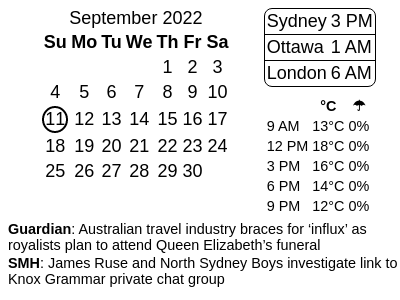 September 2022
Su Mo Tu We Th Fr Sa
1 2 3
4 5 6 7 8 9 10
11 12 13 14 15 16 17
18 19 20 21 22 23 24
25 26 27 28 29 30
Sydney 3 PM
Ottawa 1 AM
London 6 AM
°C ☂
9 AM 13°C 0%
12 PM 18°C 0%
3 PM 16°C 0%
6 PM 14°C 0%
9 PM 12°C 0%
Guardian: Australian travel industry braces for ‘influx’ as
royalists plan to attend Queen Elizabeth’s funeral
SMH: James Ruse and North Sydney Boys investigate link to
Knox Grammar private chat group